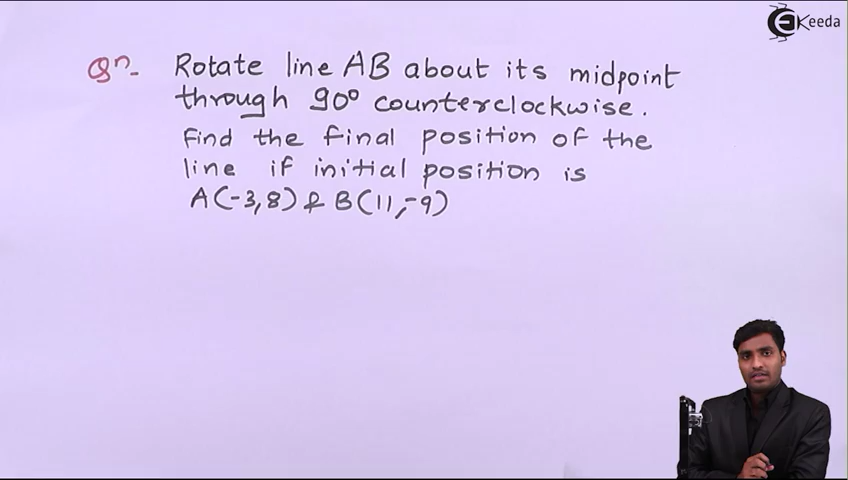 Keeda
Qn- Rotate line AB about its midpoint
through 90° counterclockwise.
Find the final position of the
line if initial position is
A(-3,8) & B(11,-9)